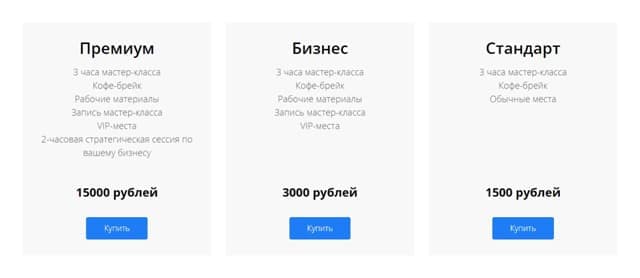 Премиум
3 часа мастер-класса
Кофе-брейк
Рабочие материалы
Запись мастер-класса
VIP-места
2-часовая стратегическая сессия по
вашему бизнесу
15000 рублей
Купить
Бизнес
3 часа мастер-класса
Кофе-брейк
Рабочие материалы
Запись мастер-класса
VIP-места
3000 рублей
Купить
Стандарт
3 часа мастер-класса
Кофе-брейк
Обычные места
1500 рублей
Купить